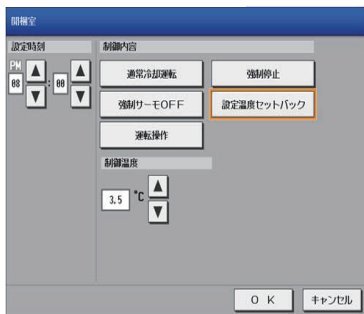 開梱室
設定時刻
制御内容
PM
08 : 00
通常冷却運転
強制停止
強制サーモOFF
設定温度セットバック
運転操作
制御温度
3.5 °C
OK
キャンセル